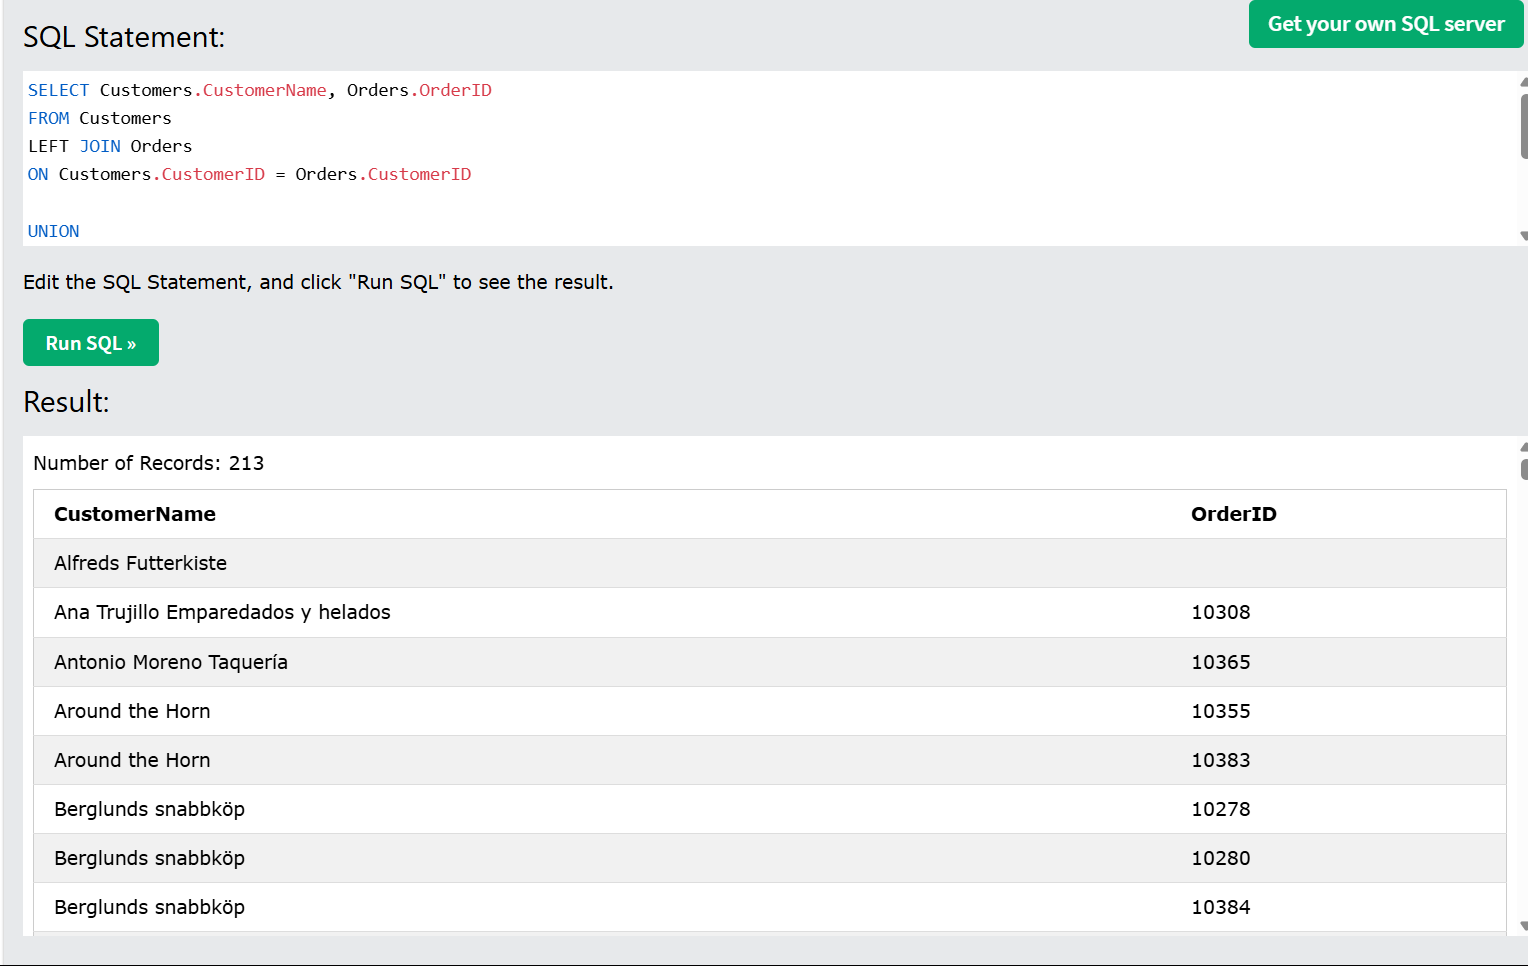 SQL Statement:
Get your own SQL server
SELECT Customers.CustomerName, Orders.OrderID
FROM Customers
LEFT JOIN Orders
ON Customers.CustomerID = Orders.CustomerID
UNION
Edit the SQL Statement, and click "Run SQL" to see the result.
Run SQL »
Result:
Number of Records: 213
CustomerName OrderID
Alfreds Futterkiste
Ana Trujillo Emparedados y helados 10308
Antonio Moreno Taquería 10365
Around the Horn 10355
Around the Horn 10383
Berglunds snabbköp 10278
Berglunds snabbköp 10280
Berglunds snabbköp 10384